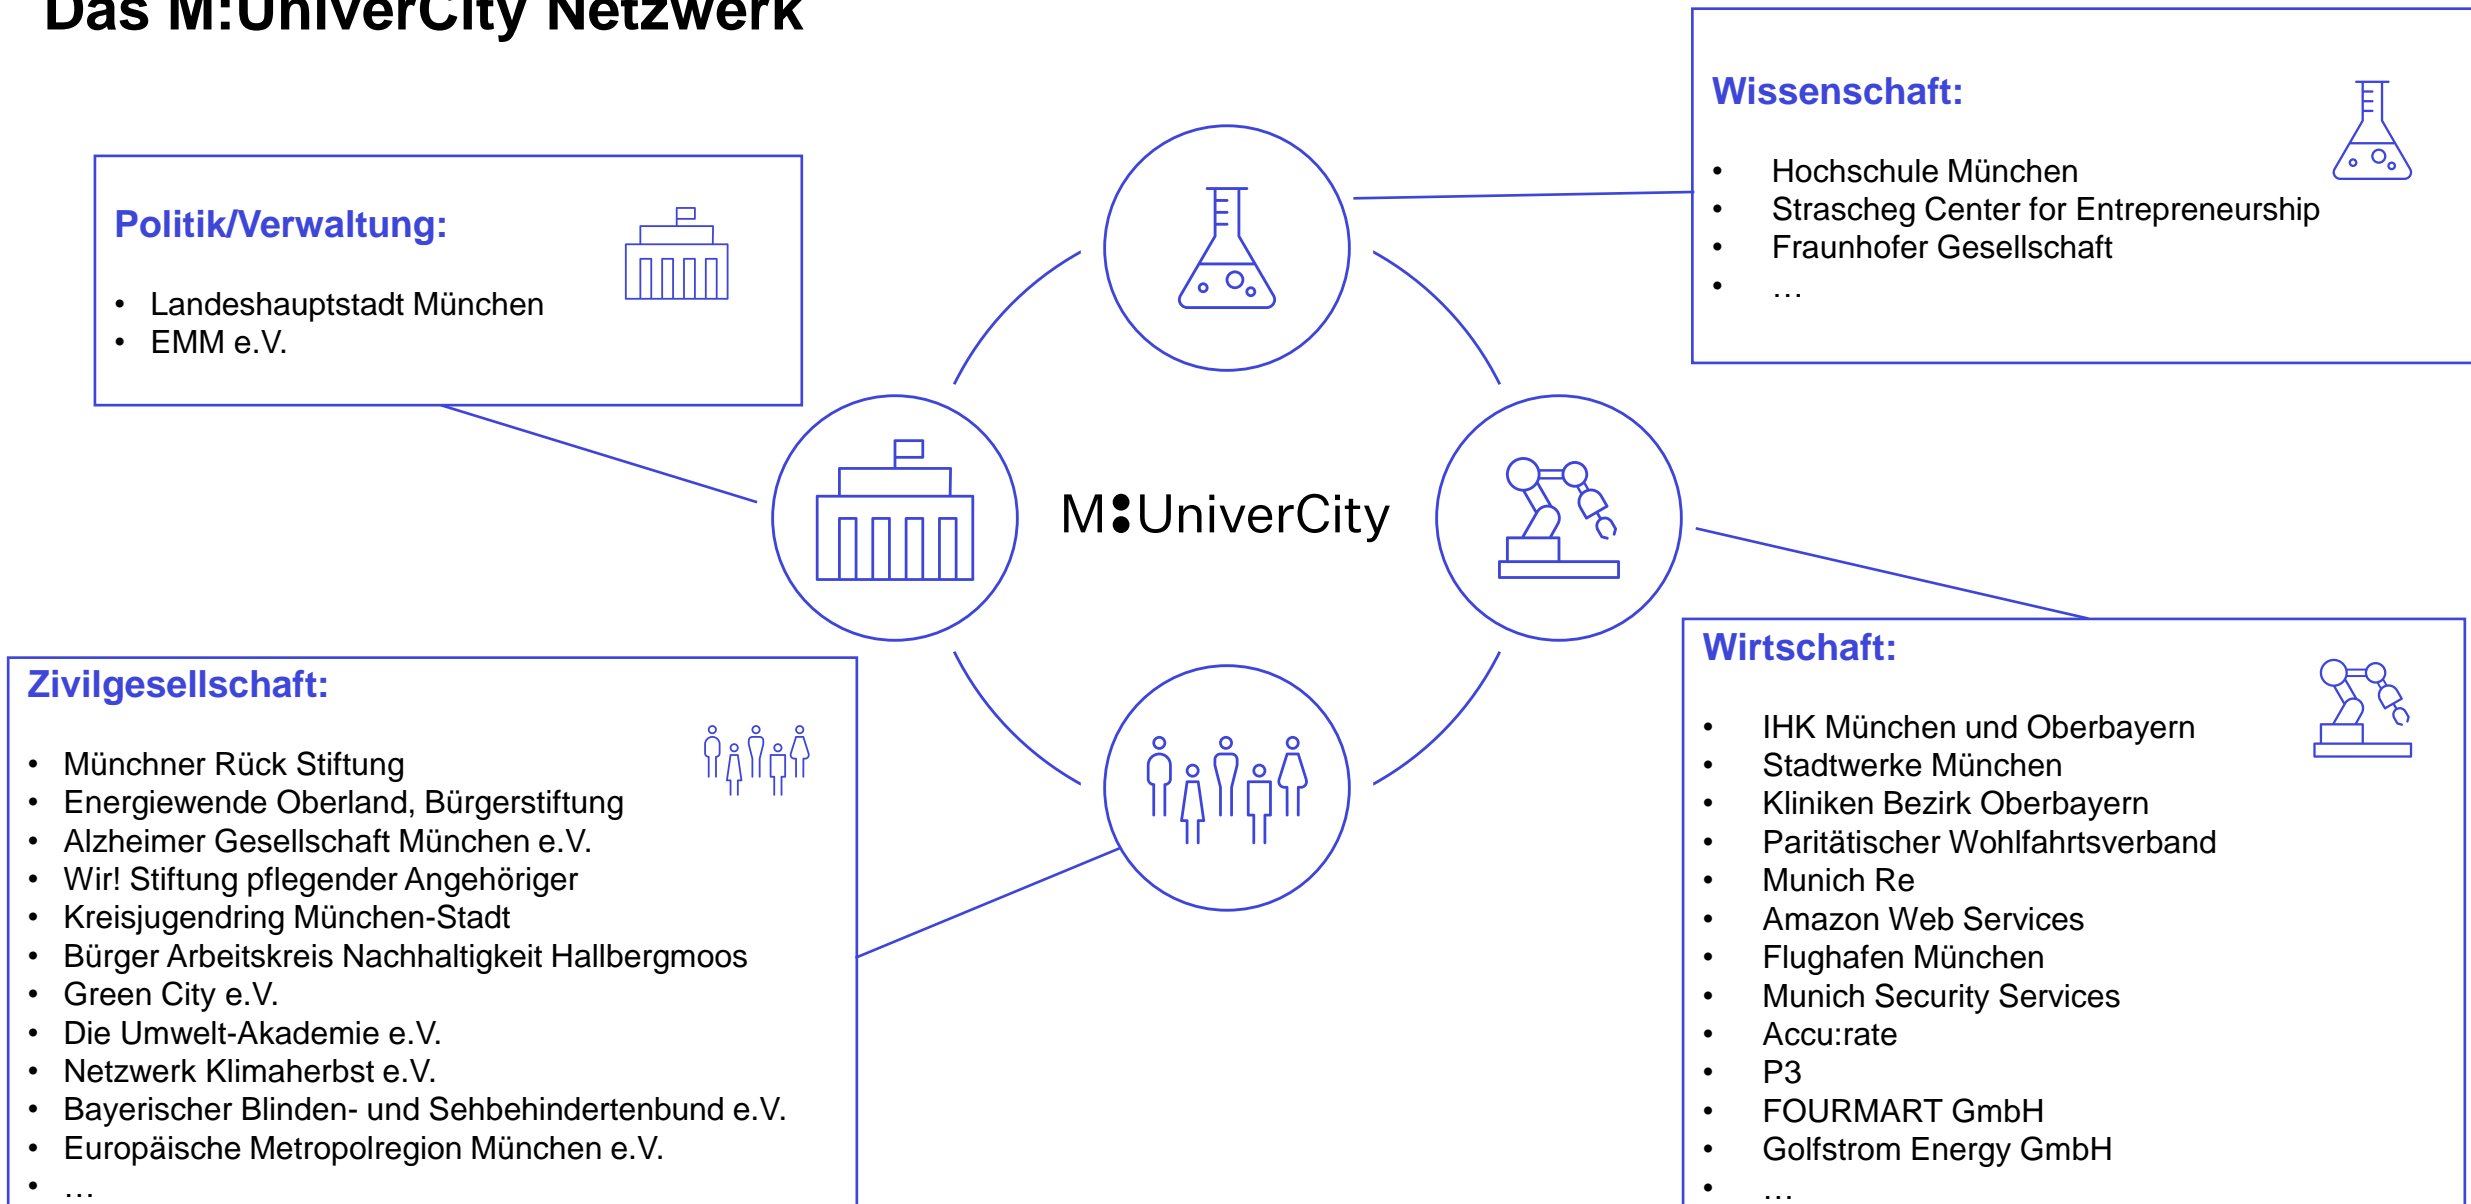 Das M:UniverCity Netzwerk
Politik/Verwaltung:
• Landeshauptstadt München
• EMM e.V.
Wissenschaft:
• Hochschule München
• Strascheg Center for Entrepreneurship
• Fraunhofer Gesellschaft
• …
M:UniverCity
Zivilgesellschaft:
• Münchner Rück Stiftung
• Energiewende Oberland, Bürgerstiftung
• Alzheimer Gesellschaft München e.V.
• Wir! Stiftung pflegender Angehöriger
• Kreisjugendring München-Stadt
• Bürger Arbeitskreis Nachhaltigkeit Hallbergmoos
• Green City e.V.
• Die Umwelt-Akademie e.V.
• Netzwerk Klimaherbst e.V.
• Bayerischer Blinden- und Sehbehindertenbund e.V.
• Europäische Metropolregion München e.V.
• …
Wirtschaft:
• IHK München und Oberbayern
• Stadtwerke München
• Kliniken Bezirk Oberbayern
• Paritätischer Wohlfahrtsverband
• Munich Re
• Amazon Web Services
• Flughafen München
• Munich Security Services
• Accu:rate
• P3
• FOURMART GmbH
• Golfstrom Energy GmbH
• …